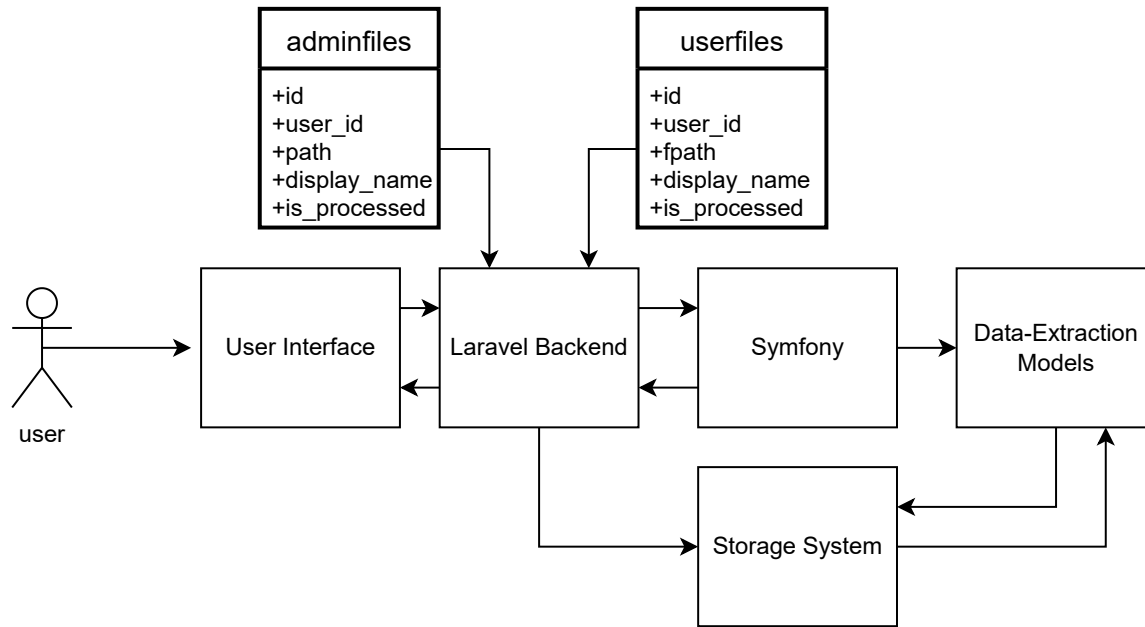 adminfiles
+id
+user_id
+path
+display_name
+is_processed
userfiles
+id
+user_id
+fpath
+display_name
+is_processed
user
User Interface
Laravel Backend
Symfony
Data-Extraction
Models
Storage System